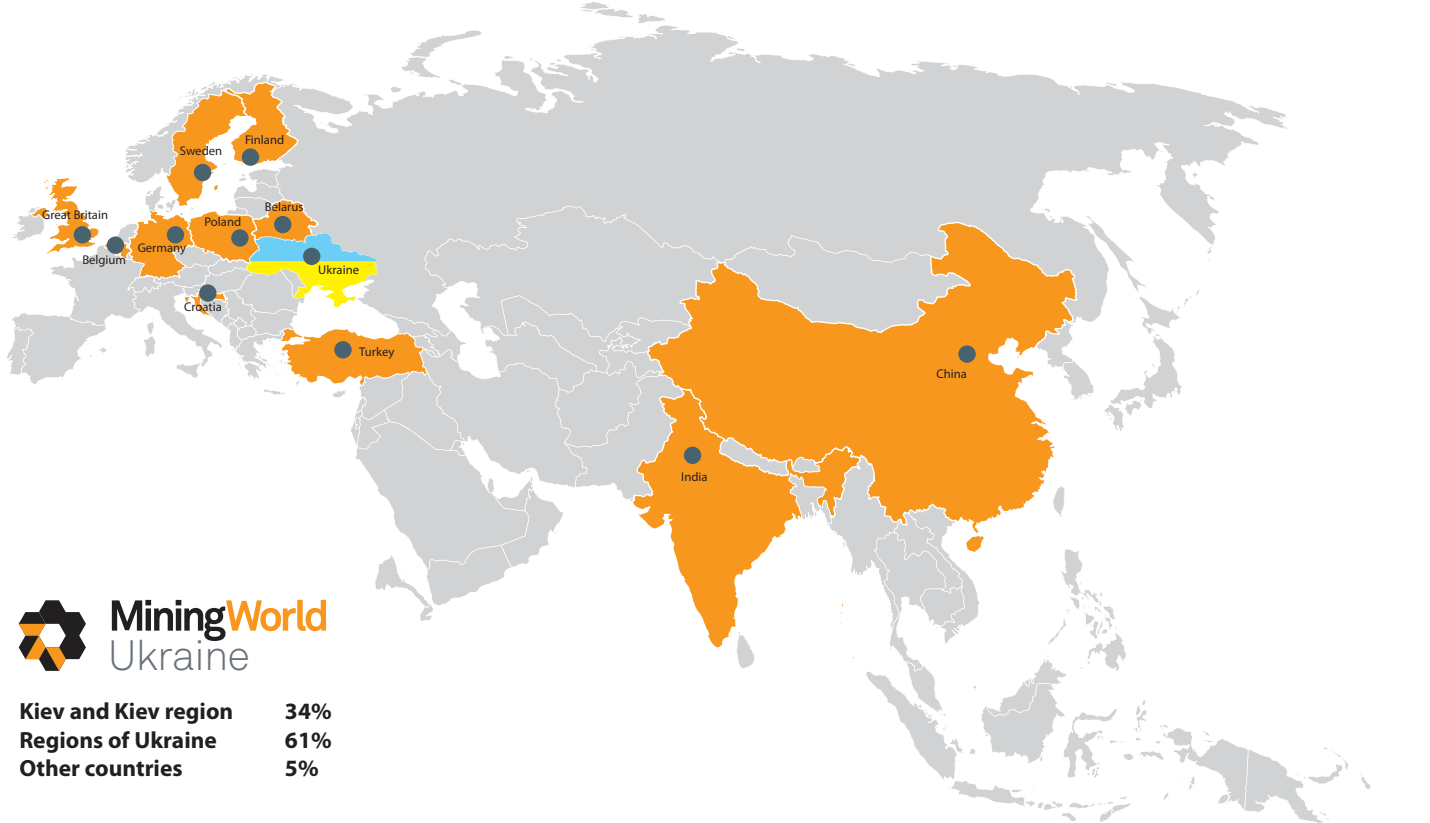 Finland
Sweden
Belarus
Great Britain
Poland
Germany
Belgium
Ukraine
Croatia
Turkey
China
India
MiningWorld
Ukraine
Kiev and Kiev region 34%
Regions of Ukraine 61%
Other countries 5%